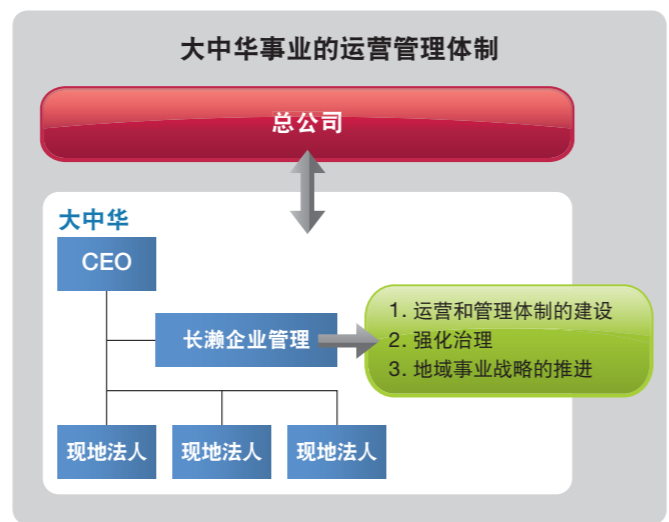 大中华事业的运营管理体制
总公司
大中华
CEO
长濑企业管理
1. 运营和管理体制的建设
2. 强化治理
3. 地域事业战略的推进
现地法人
现地法人
现地法人